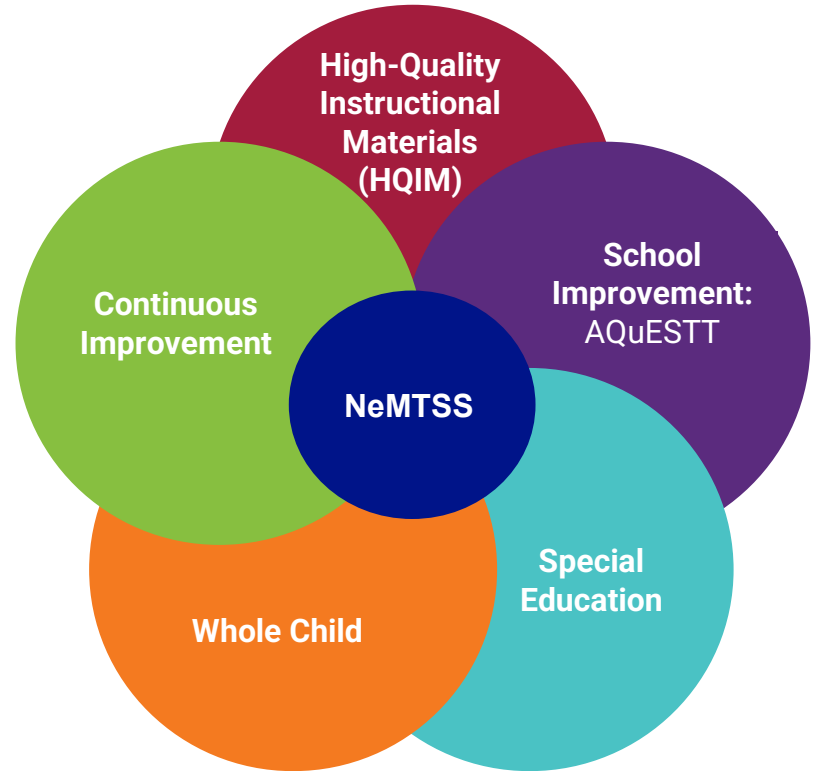 High-Quality
Instructional
Materials
(HQIM)
School
Improvement:
AQuESTT
Continuous
Improvement
NeMTSS
Special
Education
Whole Child